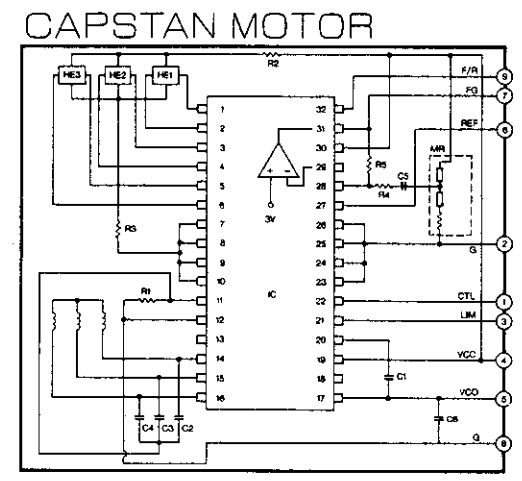 CAPSTAN MOTOR
R2
HE3 HE2 HE1
F/R 9
FG 7
REF 6
MR
1 32
2 31
3 30
4 29
5 28
6 27
7 26
8 25
9 24
10 23
11 22
12 21
13 20
14 19
15 18
16 17
+ −
3V
IC
R5
R4 C5
R3
R1
G 2
CTL 1
LIM 3
VCC 4
C1
VCO 5
C4 C3 C2
C6
G 8